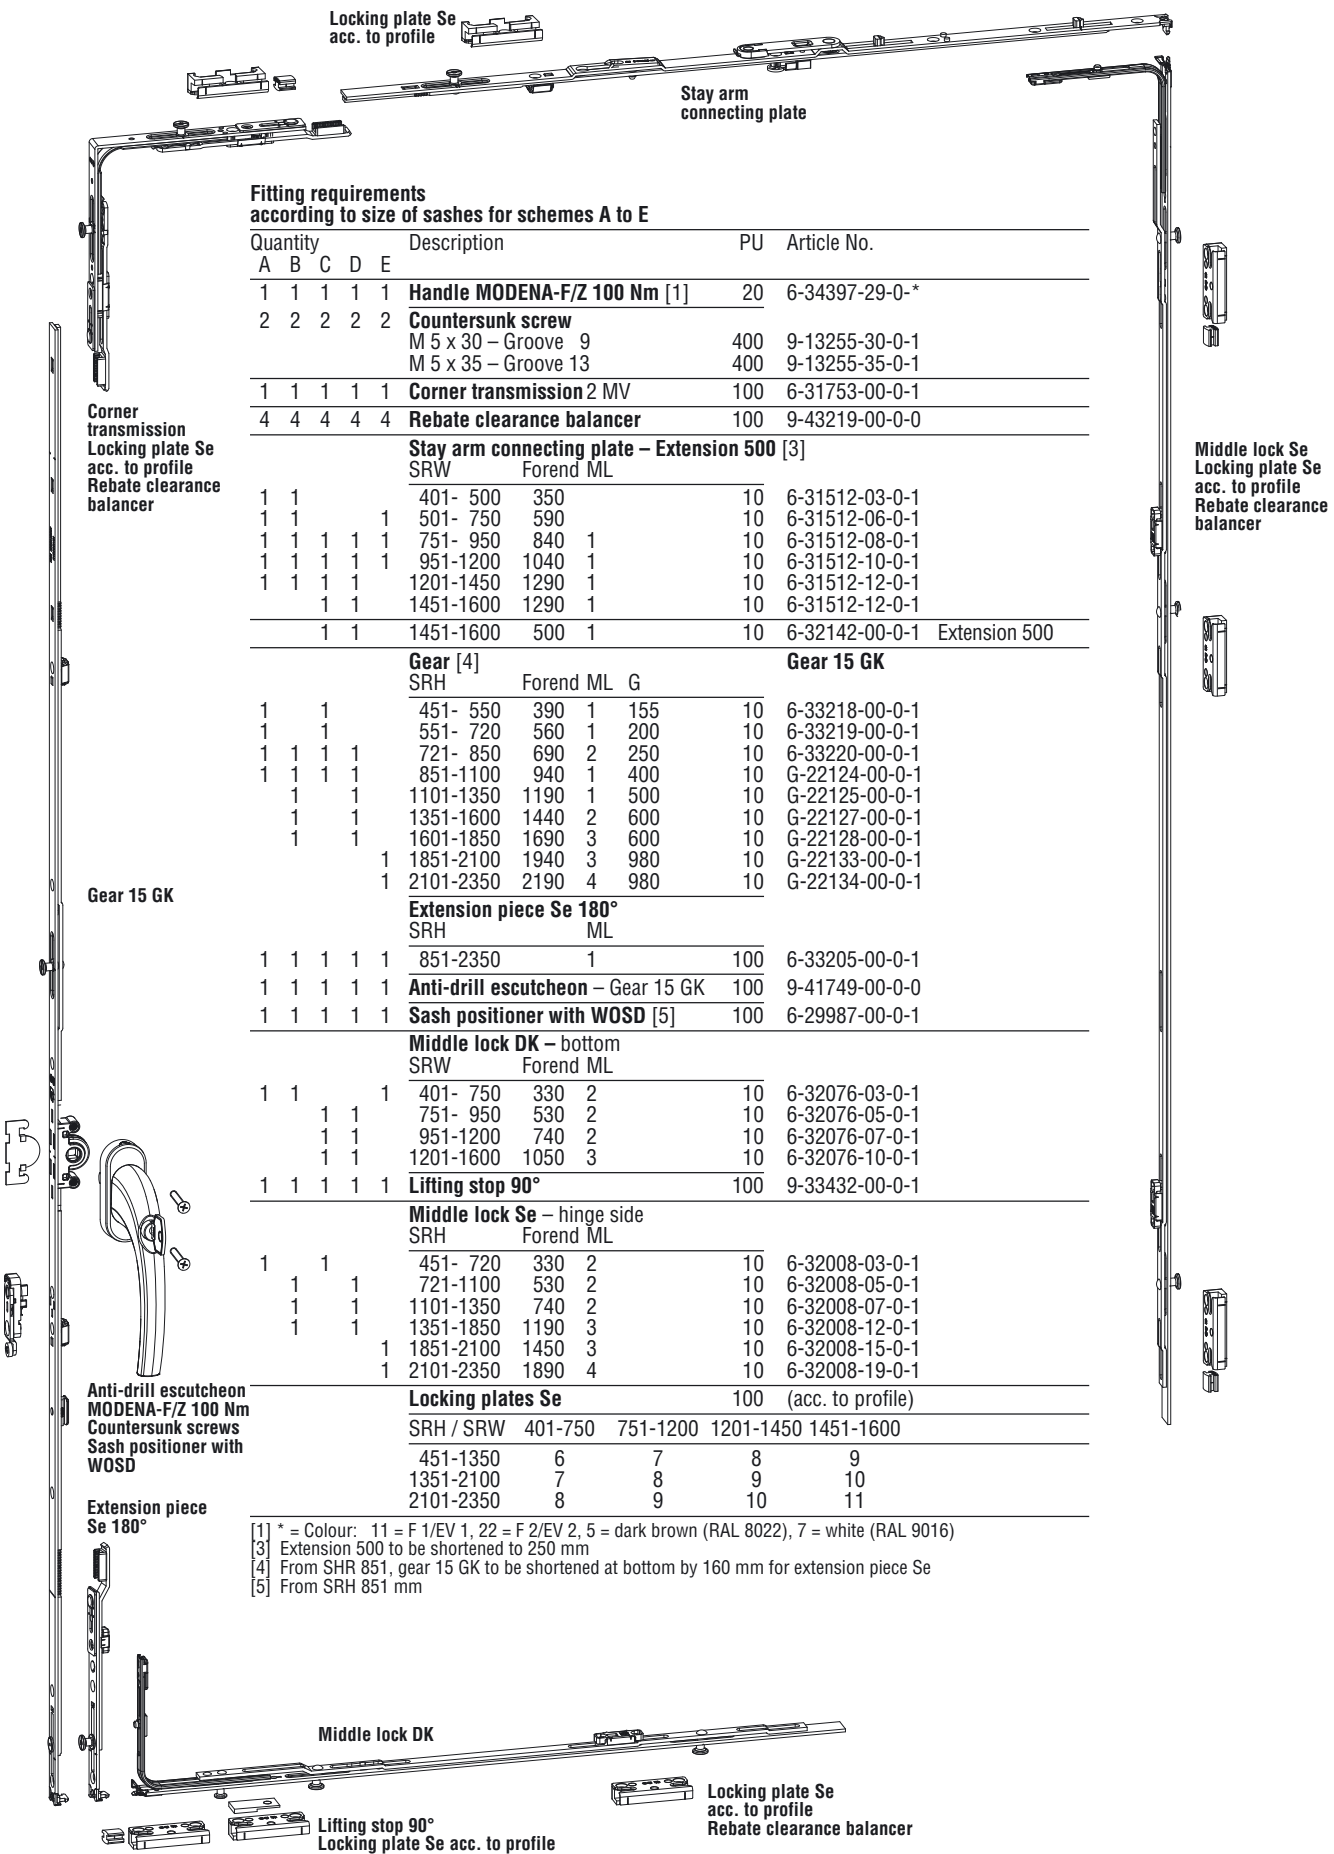 Locking plate Se
acc. to profile
Stay arm
connecting plate
Fitting requirements
according to size of sashes for schemes A to E
Quantity Description PU Article No.
A B C D E
1 1 1 1 1 Handle MODENA-F/Z 100 Nm [1] 20 6-34397-29-0-*
2 2 2 2 2 Countersunk screw
M 5 x 30 – Groove 9 400 9-13255-30-0-1
M 5 x 35 – Groove 13 400 9-13255-35-0-1
1 1 1 1 1 Corner transmission 2 MV 100 6-31753-00-0-1
4 4 4 4 4 Rebate clearance balancer 100 9-43219-00-0-0
Stay arm connecting plate – Extension 500 [3]
SRW Forend ML
1 1 401- 500 350 10 6-31512-03-0-1
1 1 1 501- 750 590 10 6-31512-06-0-1
1 1 1 1 1 751- 950 840 1 10 6-31512-08-0-1
1 1 1 1 1 951-1200 1040 1 10 6-31512-10-0-1
1 1 1 1 1201-1450 1290 1 10 6-31512-12-0-1
1 1 1451-1600 1290 1 10 6-31512-12-0-1
1 1 1451-1600 500 1 10 6-32142-00-0-1 Extension 500
Gear [4] Gear 15 GK
SRH Forend ML G
1 1 451- 550 390 1 155 10 6-33218-00-0-1
1 1 551- 720 560 1 200 10 6-33219-00-0-1
1 1 1 1 721- 850 690 2 250 10 6-33220-00-0-1
1 1 1 1 851-1100 940 1 400 10 G-22124-00-0-1
1 1 1101-1350 1190 1 500 10 G-22125-00-0-1
1 1 1351-1600 1440 2 600 10 G-22127-00-0-1
1 1 1601-1850 1690 3 600 10 G-22128-00-0-1
1 1851-2100 1940 3 980 10 G-22133-00-0-1
1 2101-2350 2190 4 980 10 G-22134-00-0-1
Extension piece Se 180°
SRH ML
1 1 1 1 1 851-2350 1 100 6-33205-00-0-1
1 1 1 1 1 Anti-drill escutcheon – Gear 15 GK 100 9-41749-00-0-0
1 1 1 1 1 Sash positioner with WOSD [5] 100 6-29987-00-0-1
Middle lock DK – bottom
SRW Forend ML
1 1 1 401- 750 330 2 10 6-32076-03-0-1
1 1 751- 950 530 2 10 6-32076-05-0-1
1 1 951-1200 740 2 10 6-32076-07-0-1
1 1 1201-1600 1050 3 10 6-32076-10-0-1
1 1 1 1 1 Lifting stop 90° 100 9-33432-00-0-1
Middle lock Se – hinge side
SRH Forend ML
1 1 451- 720 330 2 10 6-32008-03-0-1
1 1 721-1100 530 2 10 6-32008-05-0-1
1 1 1101-1350 740 2 10 6-32008-07-0-1
1 1 1351-1850 1190 3 10 6-32008-12-0-1
1 1851-2100 1450 3 10 6-32008-15-0-1
1 2101-2350 1890 4 10 6-32008-19-0-1
Locking plates Se 100 (acc. to profile)
SRH / SRW 401-750 751-1200 1201-1450 1451-1600
451-1350 6 7 8 9
1351-2100 7 8 9 10
2101-2350 8 9 10 11
[1] * = Colour: 11 = F 1/EV 1, 22 = F 2/EV 2, 5 = dark brown (RAL 8022), 7 = white (RAL 9016)
[3] Extension 500 to be shortened to 250 mm
[4] From SHR 851, gear 15 GK to be shortened at bottom by 160 mm for extension piece Se
[5] From SRH 851 mm
Corner
transmission
Locking plate Se
acc. to profile
Rebate clearance
balancer
Middle lock Se
Locking plate Se
acc. to profile
Rebate clearance
balancer
Gear 15 GK
Anti-drill escutcheon
MODENA-F/Z 100 Nm
Countersunk screws
Sash positioner with
WOSD
Extension piece
Se 180°
Middle lock DK
Lifting stop 90°
Locking plate Se acc. to profile
Locking plate Se
acc. to profile
Rebate clearance balancer